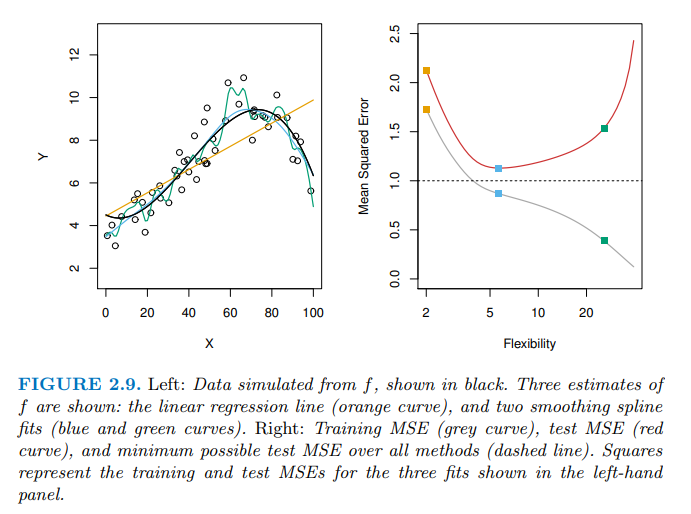 12
10
8
6
4
2
Y
0 20 40 60 80 100
X
2.5
2.0
1.5
1.0
0.5
0.0
Mean Squared Error
2 5 10 20
Flexibility
FIGURE 2.9. Left: Data simulated from f, shown in black. Three estimates of
f are shown: the linear regression line (orange curve), and two smoothing spline
fits (blue and green curves). Right: Training MSE (grey curve), test MSE (red
curve), and minimum possible test MSE over all methods (dashed line). Squares
represent the training and test MSEs for the three fits shown in the left-hand
panel.